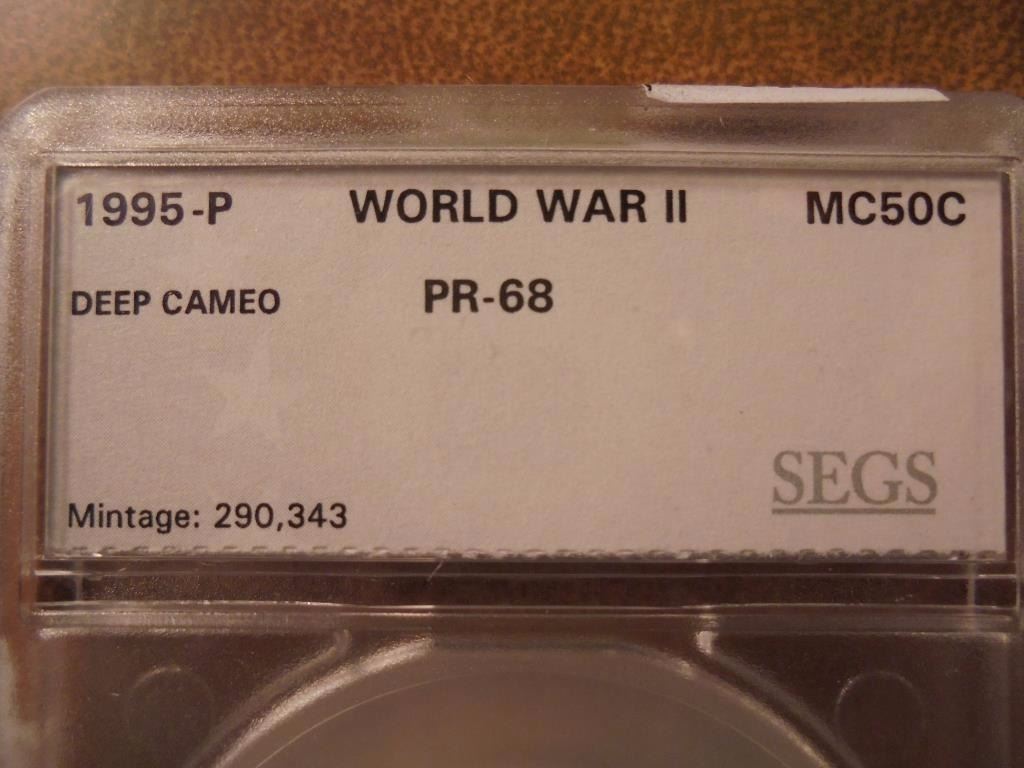 1995-P WORLD WAR II MC50C
DEEP CAMEO PR-68
SEGS
Mintage: 290,343